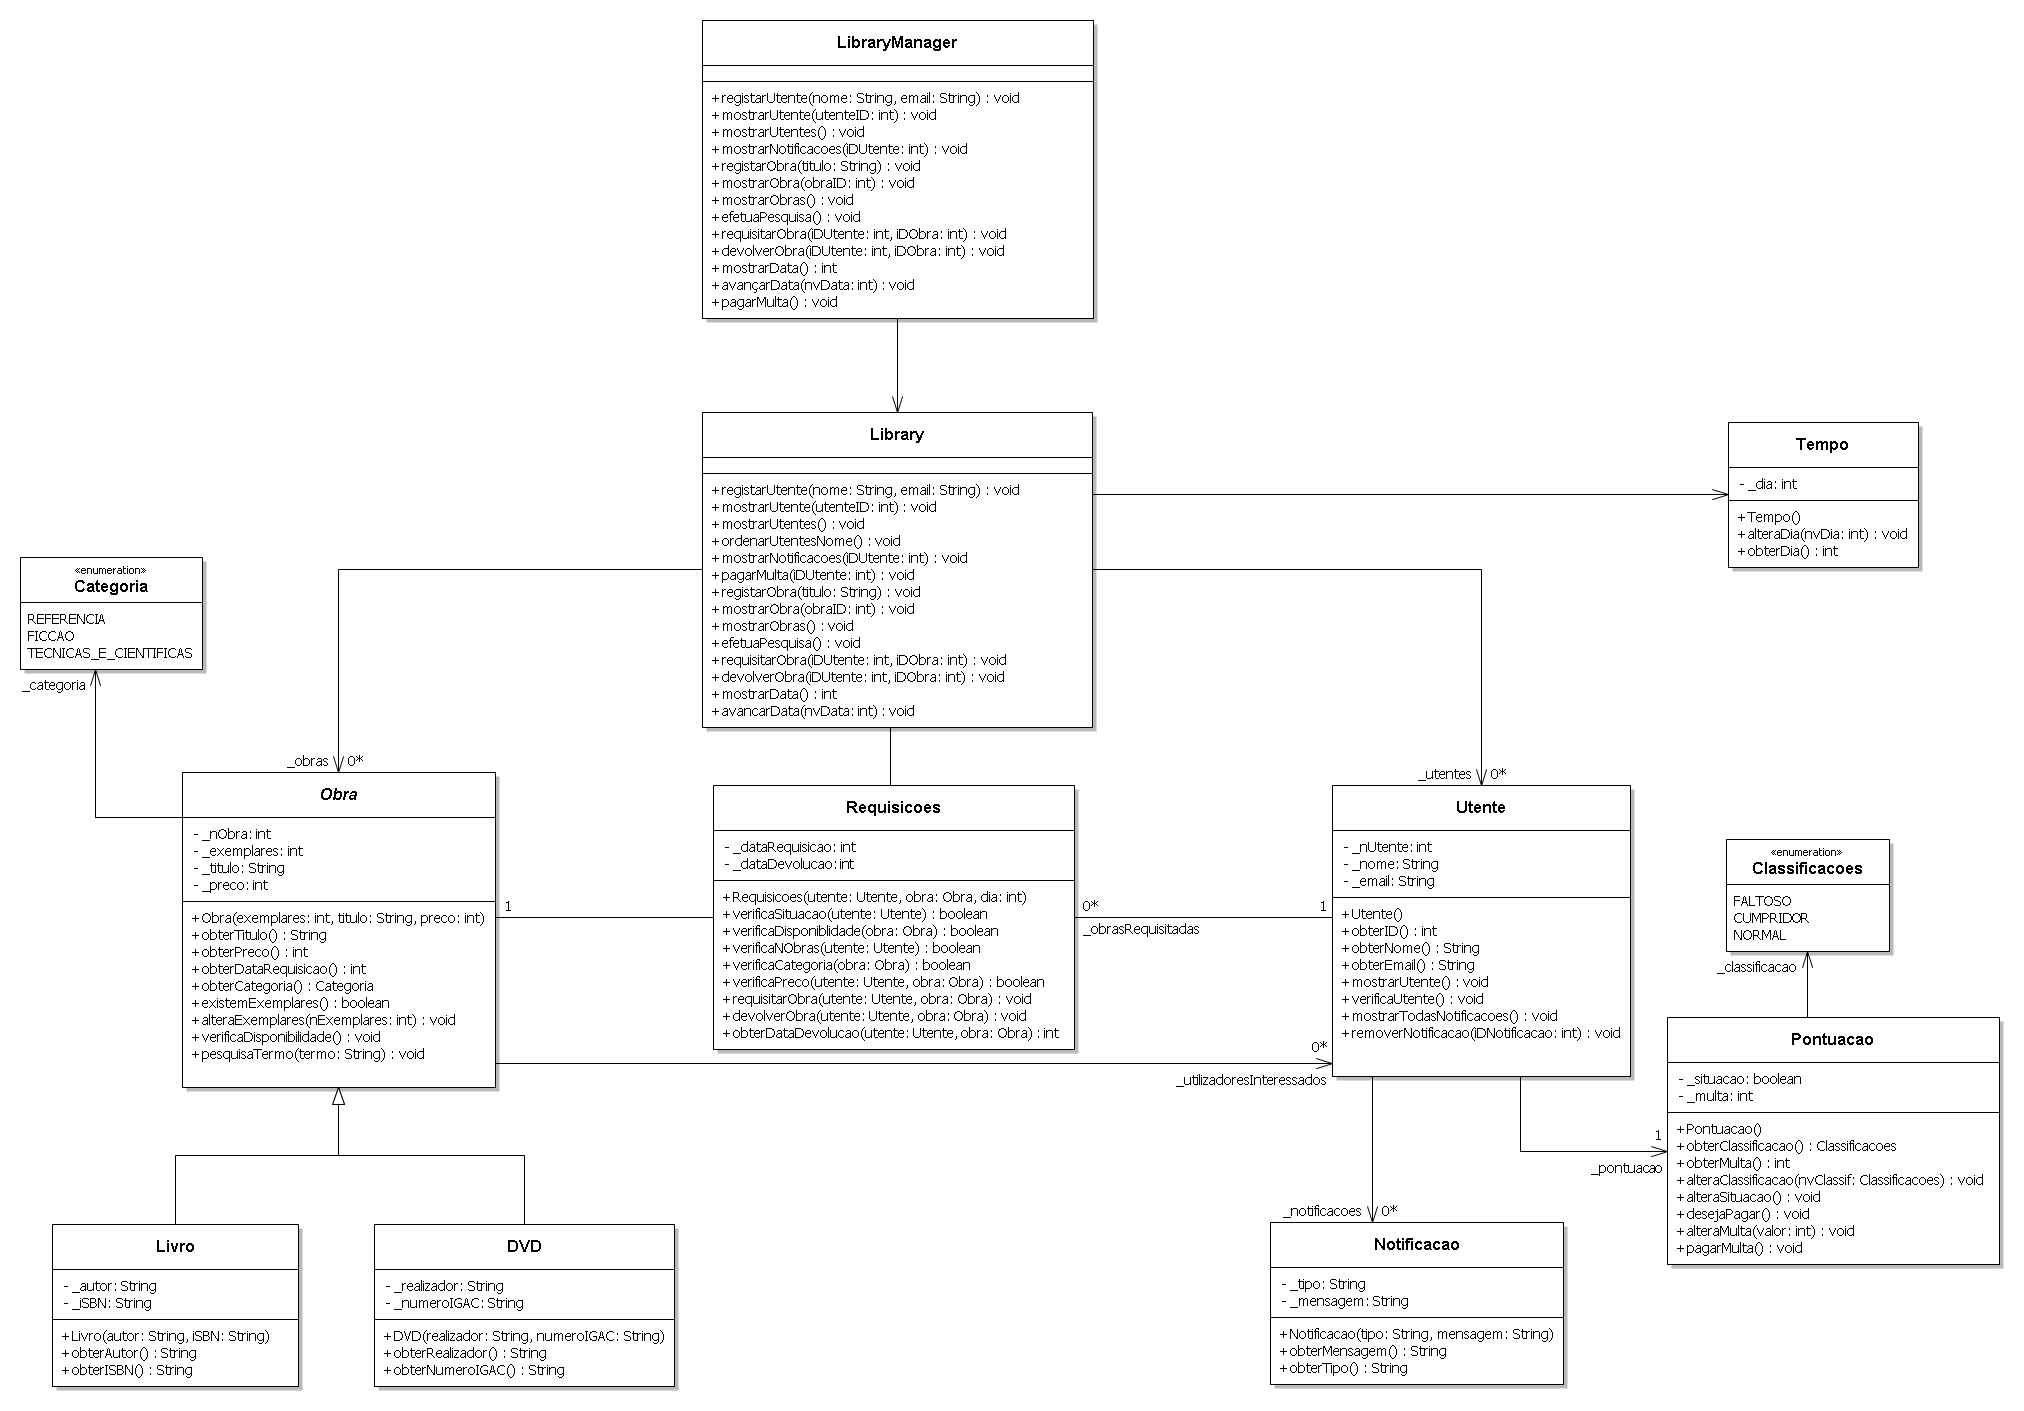 LibraryManager
+registarUtente(nome: String, email: String) : void
+mostrarUtente(utenteID: int) : void
+mostrarUtentes() : void
+mostrarNotificacoes(iDUtente: int) : void
+registarObra(titulo: String) : void
+mostrarObra(obraID: int) : void
+mostrarObras() : void
+efetuaPesquisa() : void
+requisitarObra(iDUtente: int, iDObra: int) : void
+devolverObra(iDUtente: int, iDObra: int) : void
+mostrarData() : int
+avançarData(nvData: int) : void
+pagarMulta() : void
Library
+registarUtente(nome: String, email: String) : void
+mostrarUtente(utenteID: int) : void
+mostrarUtentes() : void
+ordenarUtentesNome() : void
+mostrarNotificacoes(iDUtente: int) : void
+pagarMulta(iDUtente: int) : void
+registarObra(titulo: String) : void
+mostrarObra(obraID: int) : void
+mostrarObras() : void
+efetuaPesquisa() : void
+requisitarObra(iDUtente: int, iDObra: int) : void
+devolverObra(iDUtente: int, iDObra: int) : void
+mostrarData() : int
+avancarData(nvData: int) : void
Tempo
-_dia: int
+Tempo()
+alteraDia(nvDia: int) : void
+obterDia() : int
«enumeration»
Categoria
REFERENCIA
FICCAO
TECNICAS_E_CIENTIFICAS
_categoria
_obras 0*
_utentes 0*
Obra
-_nObra: int
-_exemplares: int
-_titulo: String
-_preco: int
+Obra(exemplares: int, titulo: String, preco: int)
+obterTitulo() : String
+obterPreco() : int
+obterDataRequisicao() : int
+obterCategoria() : Categoria
+existemExemplares() : boolean
+alteraExemplares(nExemplares: int) : void
+verificaDisponibilidade() : void
+pesquisaTermo(termo: String) : void
1
Requisicoes
-_dataRequisicao: int
-_dataDevolucao: int
+Requisicoes(utente: Utente, obra: Obra, dia: int)
+verificaSituacao(utente: Utente) : boolean
+verificaDisponiblidade(obra: Obra) : boolean
+verificaNObras(utente: Utente) : boolean
+verificaCategoria(obra: Obra) : boolean
+verificaPreco(utente: Utente, obra: Obra) : boolean
+requisitarObra(utente: Utente, obra: Obra) : void
+devolverObra(utente: Utente, obra: Obra) : void
+obterDataDevolucao(utente: Utente, obra: Obra) : int
0* 1
_obrasRequisitadas
Utente
-_nUtente: int
-_nome: String
-_email: String
+Utente()
+obterID() : int
+obterNome() : String
+obterEmail() : String
+mostrarUtente() : void
+verificaUtente() : void
+mostrarTodasNotificacoes() : void
+removerNotificacao(iDNotificacao: int) : void
0*
_utilizadoresInteressados
«enumeration»
Classificacoes
FALTOSO
CUMPRIDOR
NORMAL
_classificacao
Pontuacao
-_situacao: boolean
-_multa: int
+Pontuacao()
+obterClassificacao() : Classificacoes
+obterMulta() : int
+alteraClassificacao(nvClassif: Classificacoes) : void
+alteraSituacao() : void
+desejaPagar() : void
+alteraMulta(valor: int) : void
+pagarMulta() : void
1
_pontuacao
_notificacoes 0*
Livro
-_autor: String
-_iSBN: String
+Livro(autor: String, iSBN: String)
+obterAutor() : String
+obterISBN() : String
DVD
-_realizador: String
-_numeroIGAC: String
+DVD(realizador: String, numeroIGAC: String)
+obterRealizador() : String
+obterNumeroIGAC() : String
Notificacao
-_tipo: String
-_mensagem: String
+Notificacao(tipo: String, mensagem: String)
+obterMensagem() : String
+obterTipo() : String